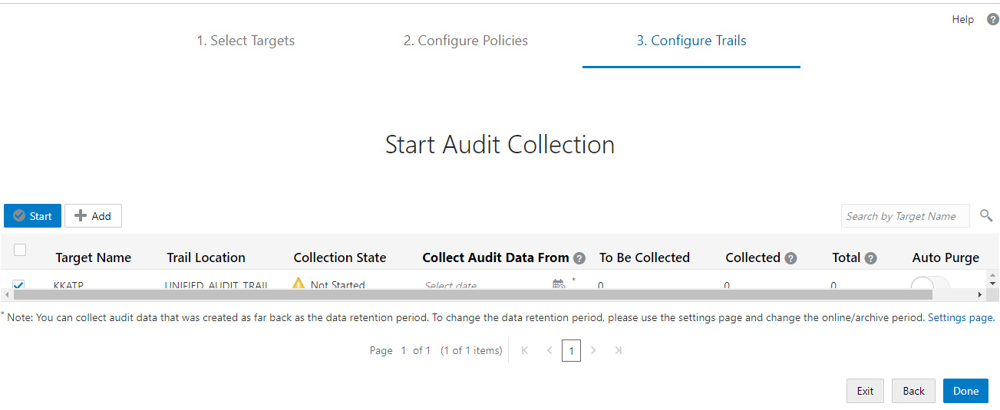 Help ?
1. Select Targets 2. Configure Policies 3. Configure Trails
Start Audit Collection
Start Add Search by Target Name
Target Name Trail Location Collection State Collect Audit Data From ? To Be Collected Collected ? Total ? Auto Purge
KKATP UNIFIED_AUDIT_TRAIL Not Started Select date * 0 0 0
* Note: You can collect audit data that was created as far back as the data retention period. To change the data retention period, please use the settings page and change the online/archive period. Settings page.
Page 1 of 1 (1 of 1 items) 1
Exit Back Done